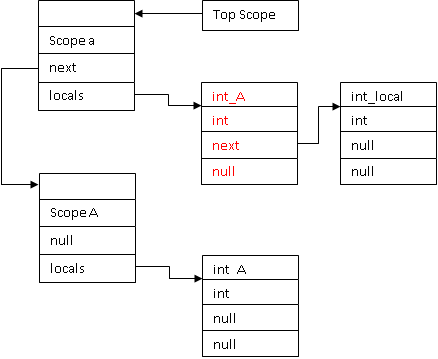 Top Scope
Scope a
next
locals
int_A
int
next
null
int_local
int
null
null
Scope A
null
locals
int_A
int
null
null